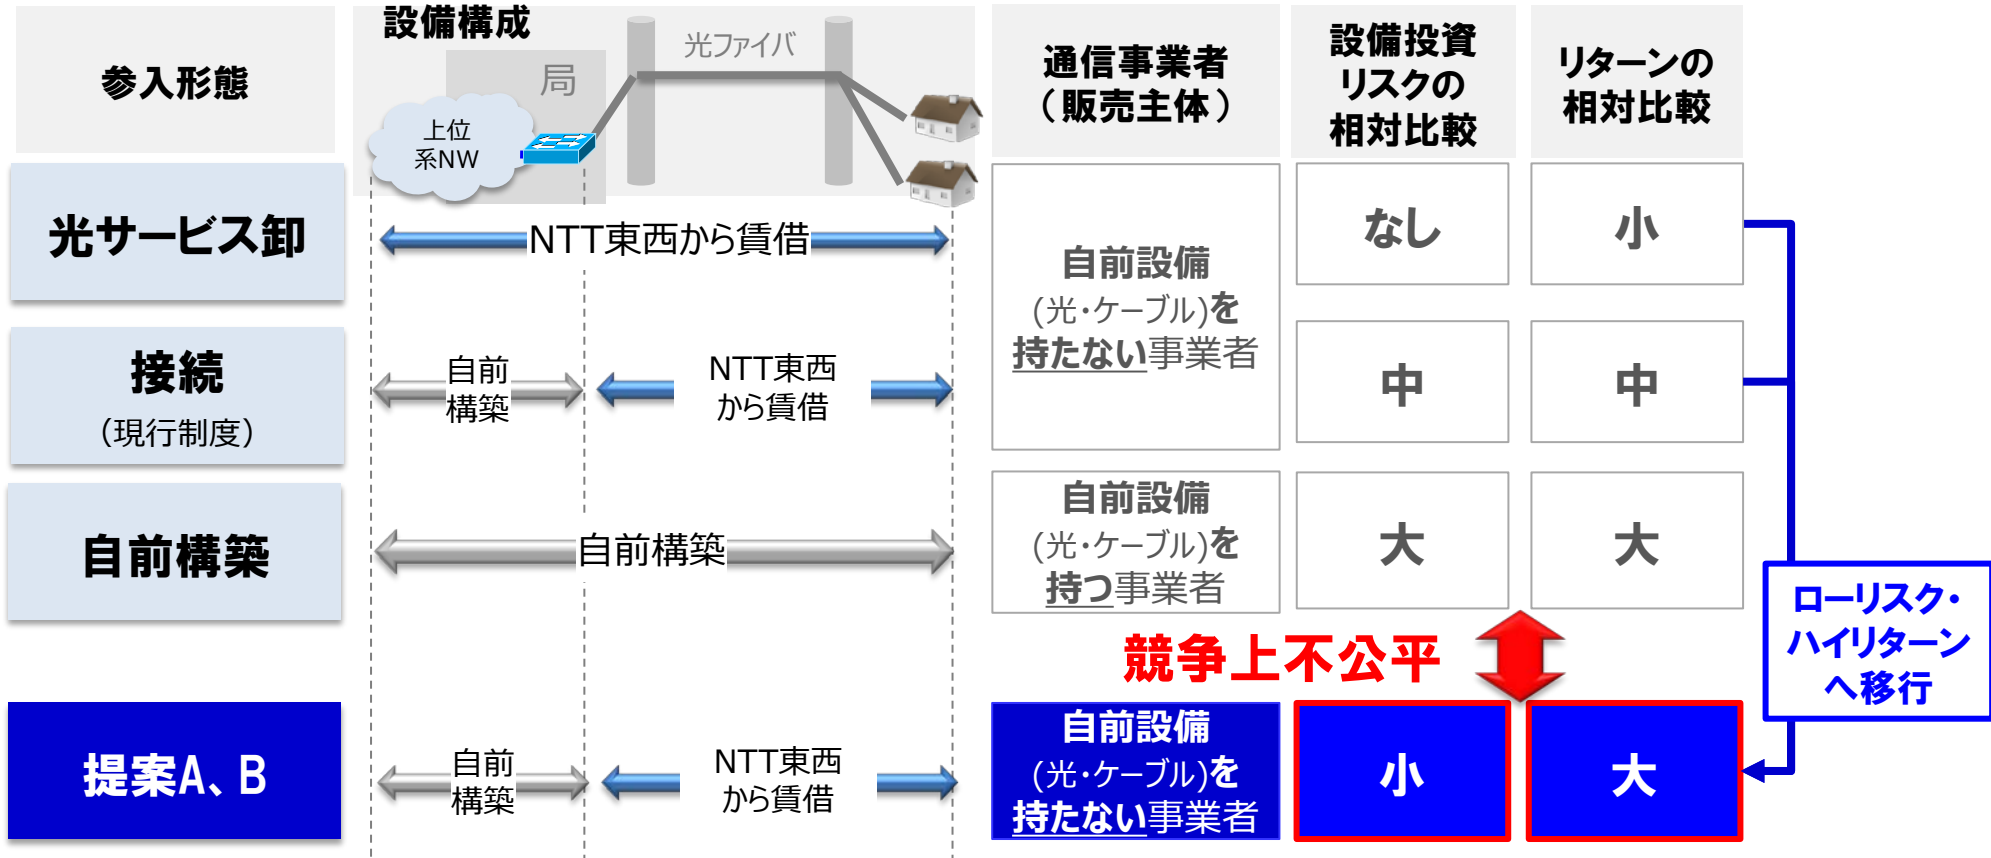 参入形態
設備構成
局
光ファイバ
上位
系NW
通信事業者
（販売主体）
設備投資
リスクの
相対比較
リターンの
相対比較
光サービス卸
NTT東西から賃借
自前設備
(光・ケーブル)を
持たない事業者
なし
小
接続
（現行制度）
自前
構築
NTT東西
から賃借
中
中
自前構築
自前構築
自前設備
(光・ケーブル)を
持つ事業者
大
大
ローリスク・
ハイリターン
へ移行
競争上不公平
提案A、B
自前
構築
NTT東西
から賃借
自前設備
(光・ケーブル)を
持たない事業者
小
大